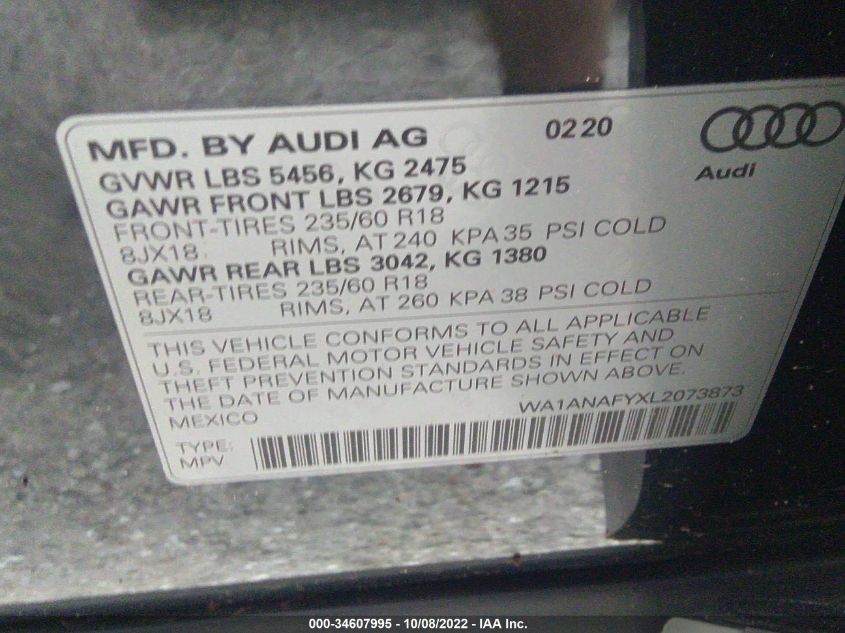 MFD. BY AUDI AG 0220
Audi
GVWR LBS 5456, KG 2475
GAWR FRONT LBS 2679, KG 1215
FRONT-TIRES 235/60 R18
8JX18 RIMS, AT 240 KPA 35 PSI COLD
GAWR REAR LBS 3042, KG 1380
REAR-TIRES 235/60 R18
8JX18 RIMS, AT 260 KPA 38 PSI COLD
THIS VEHICLE CONFORMS TO ALL APPLICABLE
U.S. FEDERAL MOTOR VEHICLE SAFETY AND
THEFT PREVENTION STANDARDS IN EFFECT ON
THE DATE OF MANUFACTURE SHOWN ABOVE.
MEXICO WA1ANAFYXL2073873
TYPE:
MPV
000-34607995 - 10/08/2022 - IAA Inc.